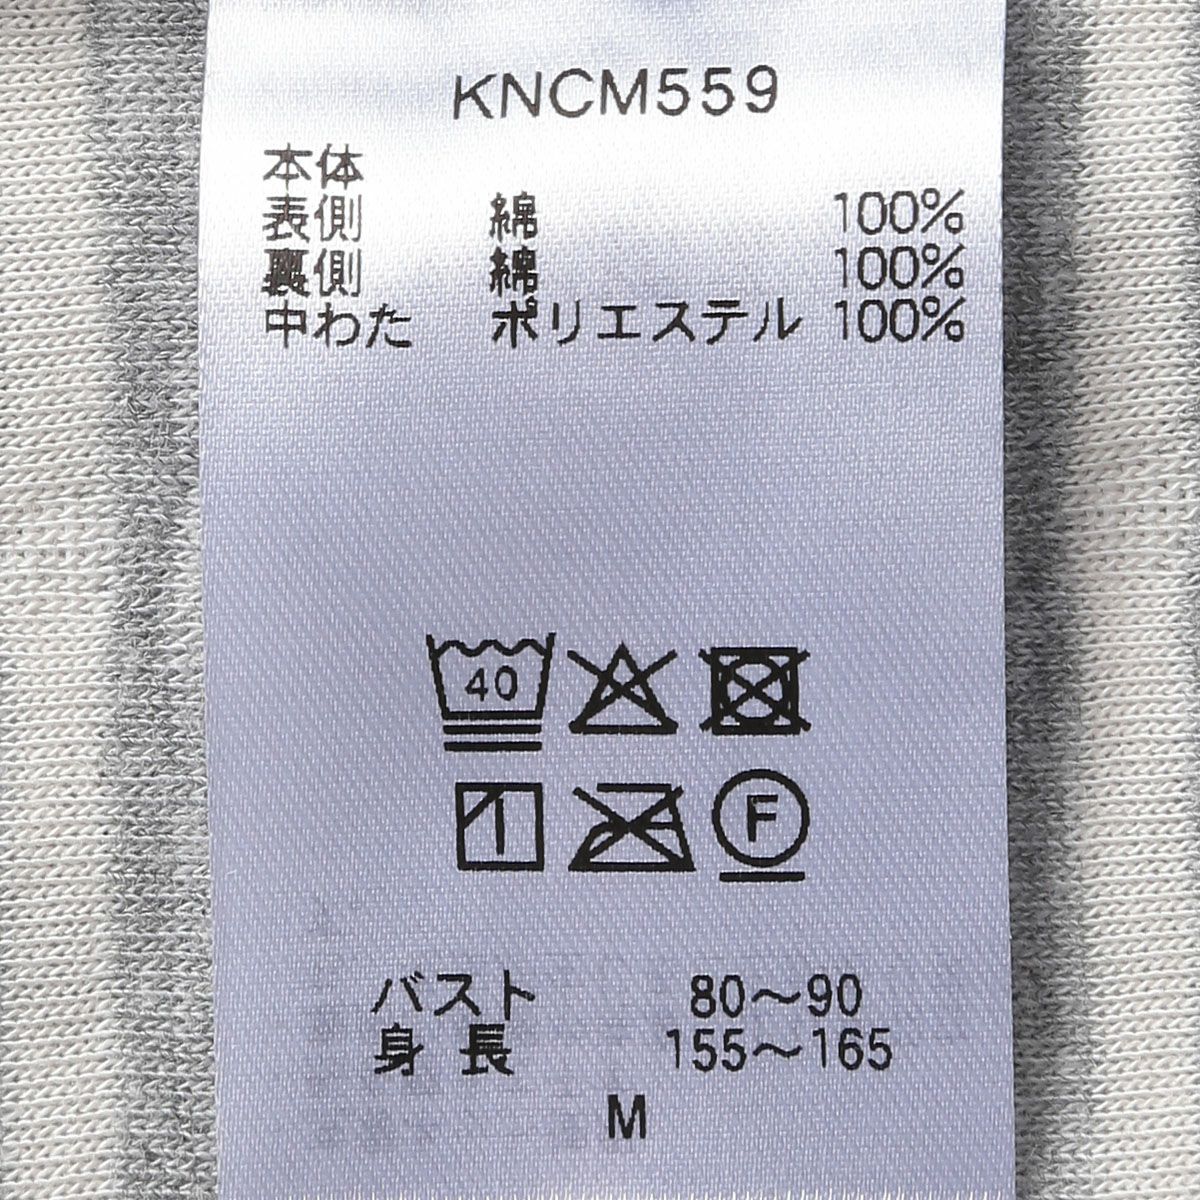 KNCM559
本体
表側 綿 100%
裏側 綿 100%
中わた ポリエステル 100%
40
F
バスト 80～90
身長 155～165
M